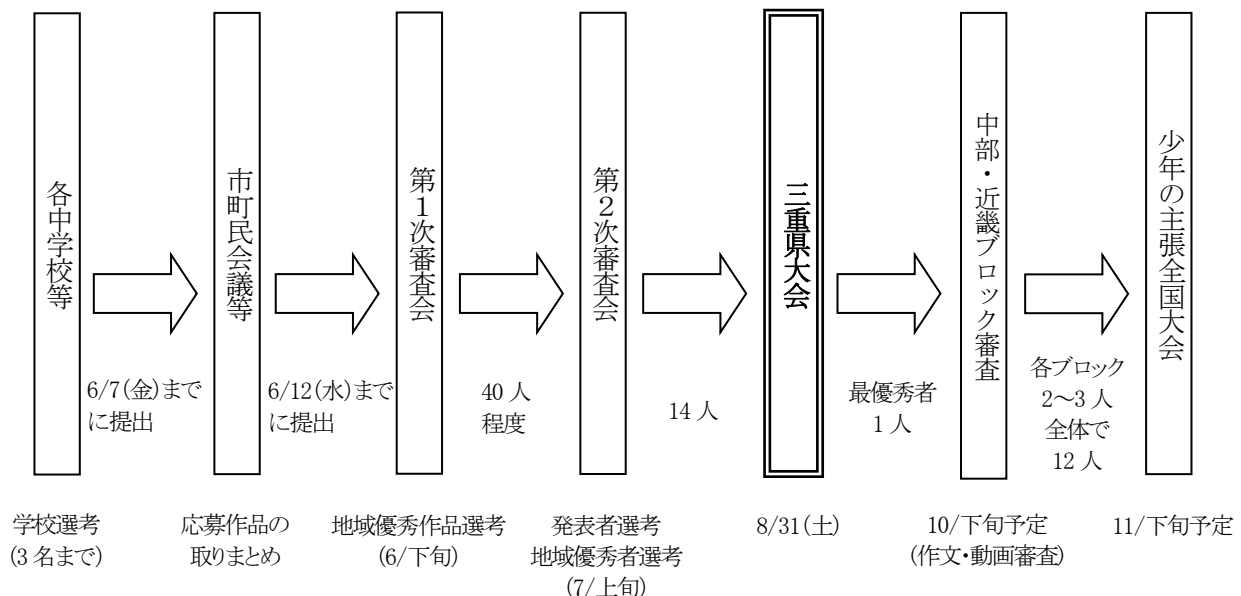 各中学校等
6/7(金)まで
に提出
市町民会議等
6/12(水)まで
に提出
第1次審査会
40人
程度
第2次審査会
14人
三重県大会
最優秀者
1人
中部・近畿ブロック審査
各ブロック
2～3人
全体で
12人
少年の主張全国大会
学校選考
(3名まで)
応募作品の
取りまとめ
地域優秀作品選考
(6/下旬)
発表者選考
地域優秀者選考
(7/上旬)
8/31(土)
10/下旬予定
(作文・動画審査)
11/下旬予定